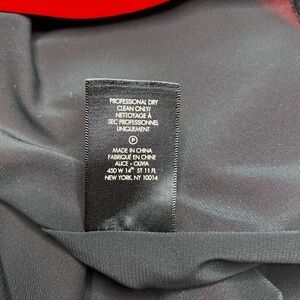 PROFESSIONAL DRY
CLEAN ONLY/
NETTOYAGE À
SEC PROFESSIONNEL
UNIQUEMENT
P
MADE IN CHINA
FABRIQUÉ EN CHINE
ALICE + OLIVIA
450 W 14TH ST 11 FL
NEW YORK, NY 10014